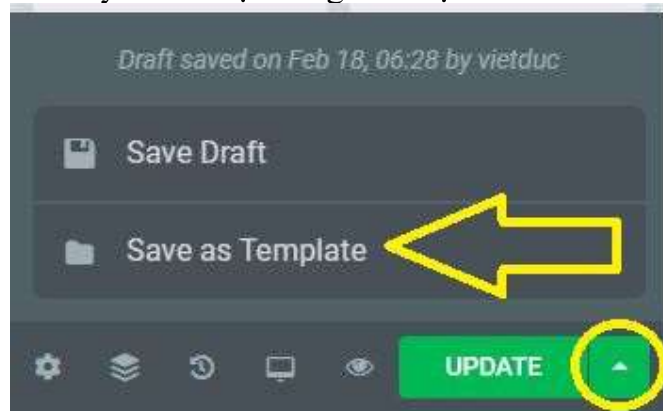 Draft saved on Feb 18, 06:28 by vietduc
Save Draft
Save as Template
UPDATE